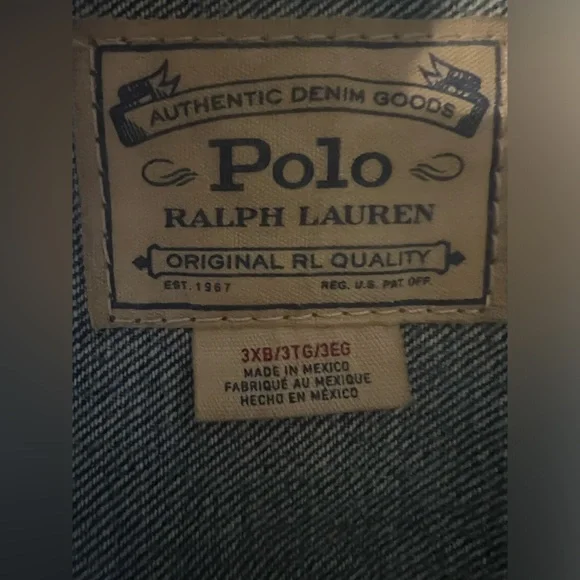 AUTHENTIC DENIM GOODS
Polo
RALPH LAUREN
ORIGINAL RL QUALITY
EST. 1967 REG. U.S. PAT. OFF.
3XB/3TG/3EG
MADE IN MEXICO
FABRIQUÉ AU MEXIQUE
HECHO EN MÉXICO